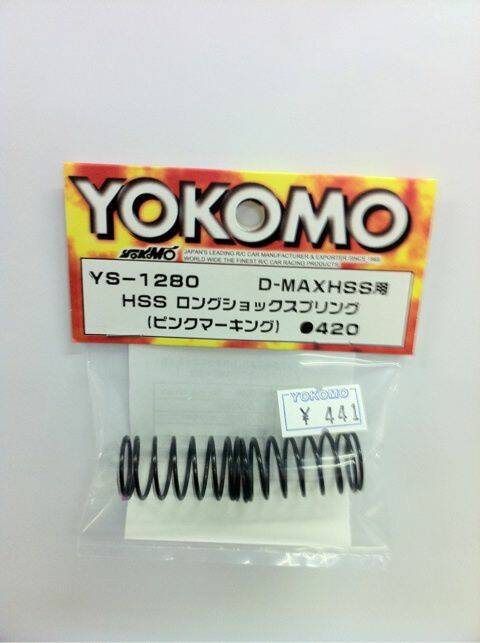 YOKOMO
YOKOMO
JAPAN'S LEADING R/C CAR MANUFACTURER & EXPORTER SINCE
WORLD WIDE THE FINEST R/C CAR RACING PRODUCTS
YS-1280 D-MAXHSS用
HSS ロングショックスプリング
(ピンクマーキング) ●420
YOKOMO
¥ 441